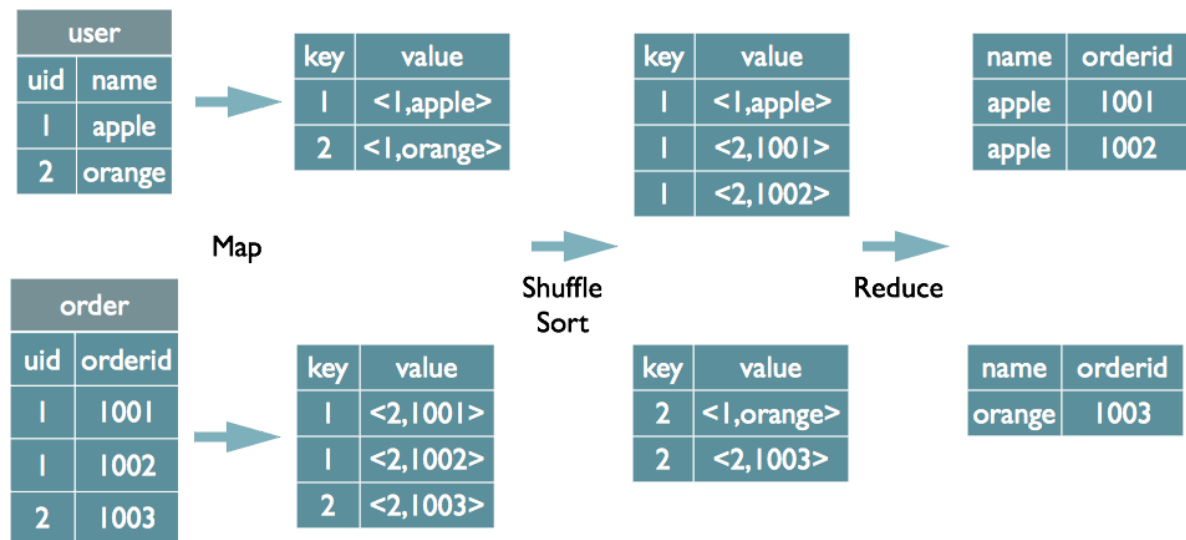 user
uid name
1 apple
2 orange
key value
1 <1,apple>
2 <1,orange>
key value
1 <1,apple>
1 <2,1001>
1 <2,1002>
name orderid
apple 1001
apple 1002
Map
Shuffle
Sort
Reduce
order
uid orderid
1 1001
1 1002
2 1003
key value
1 <2,1001>
1 <2,1002>
2 <2,1003>
key value
2 <1,orange>
2 <2,1003>
name orderid
orange 1003